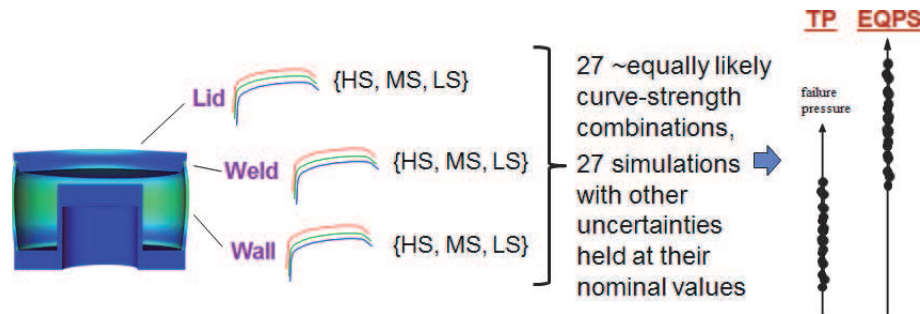 Lid
{HS, MS, LS}
Weld
{HS, MS, LS}
Wall
{HS, MS, LS}
27 ~equally likely
curve-strength
combinations,
27 simulations
with other
uncertainties
held at their
nominal values
TP
EQPS
failure
pressure